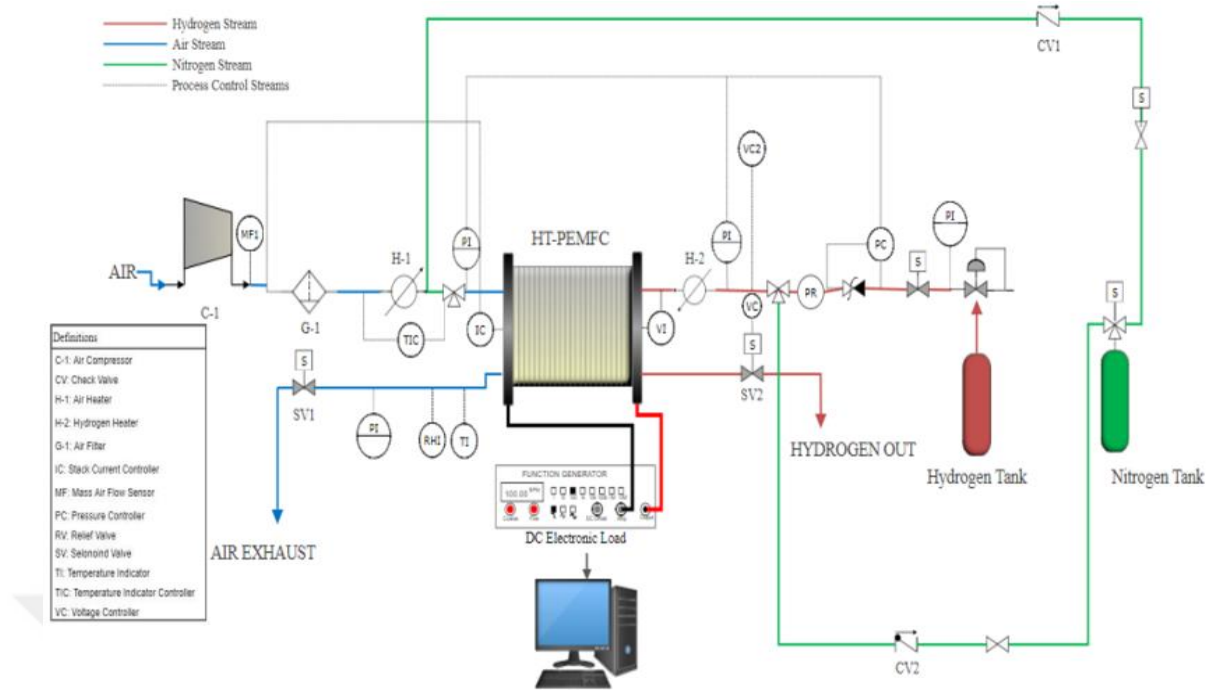 Hydrogen Stream
Air Stream
Nitrogen Stream
Process Control Streams
CV1
S
VC2
MF1
PI
HT-PEMFC
PI
PI
H-1
H-2
PC
S
AIR
PR
C-1
G-1
TIC
IC
VI
VC
S
S
S
SV1
SV2
PI
RHI
TI
HYDROGEN OUT
Hydrogen Tank
Nitrogen Tank
Definitions
C-1: Air Compressor
CV: Check Valve
H-1: Air Heater
H-2: Hydrogen Heater
G-1: Air Filter
IC: Stack Current Controller
MF: Mass Air Flow Sensor
PC: Pressure Controller
RV: Relief Valve
SV: Selonoind Valve
TI: Temperature Indicator
TIC: Temperature Indicator Controller
VC: Voltage Controller
AIR EXHAUST
FUNCTION GENERATOR
100.00
DC Electronic Load
CV2